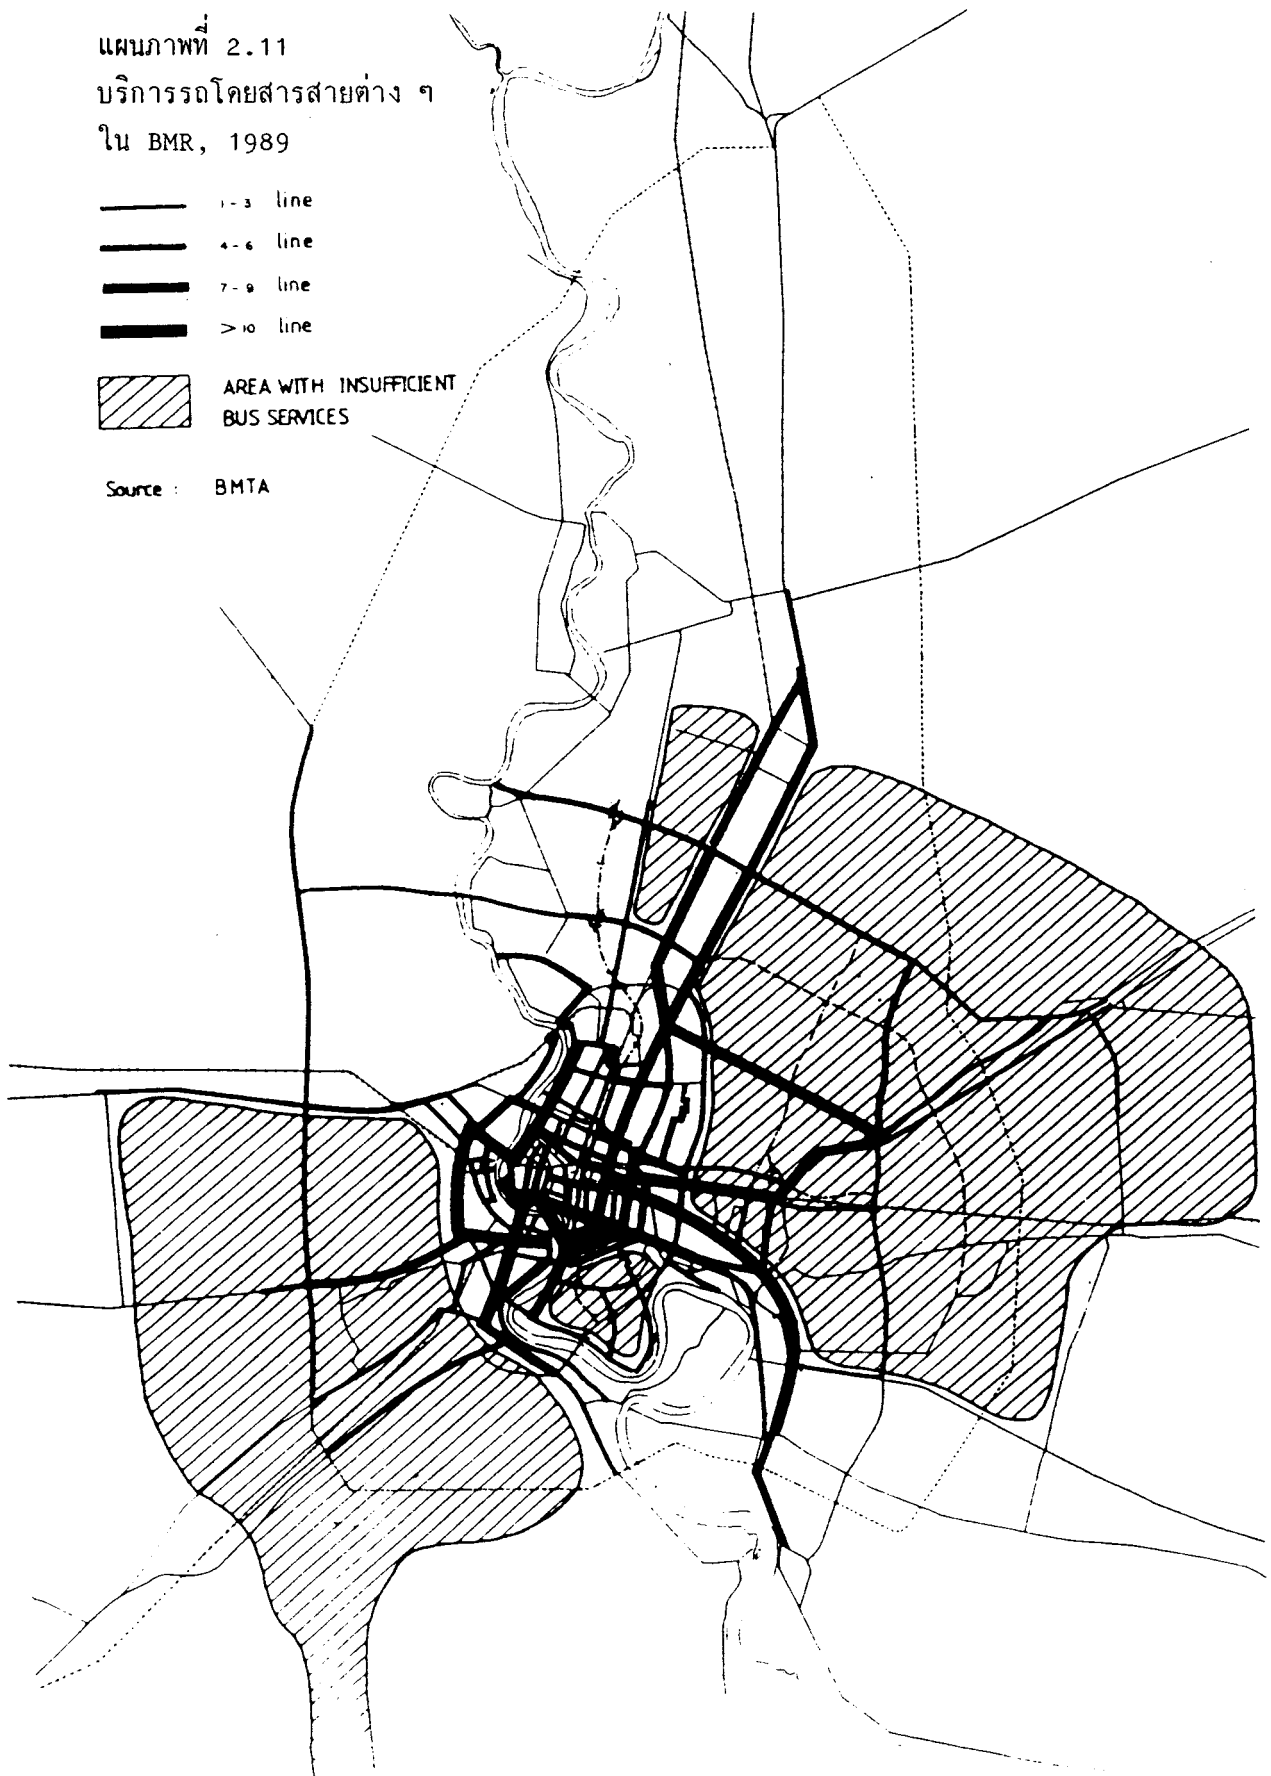 แผนภาพที่ 2.11
บริการรถโดยสารสายต่าง ๆ
ใน BMR, 1989
1-3 line
4-6 line
7-9 line
>10 line
AREA WITH INSUFFICIENT
BUS SERVICES
Source : BMTA